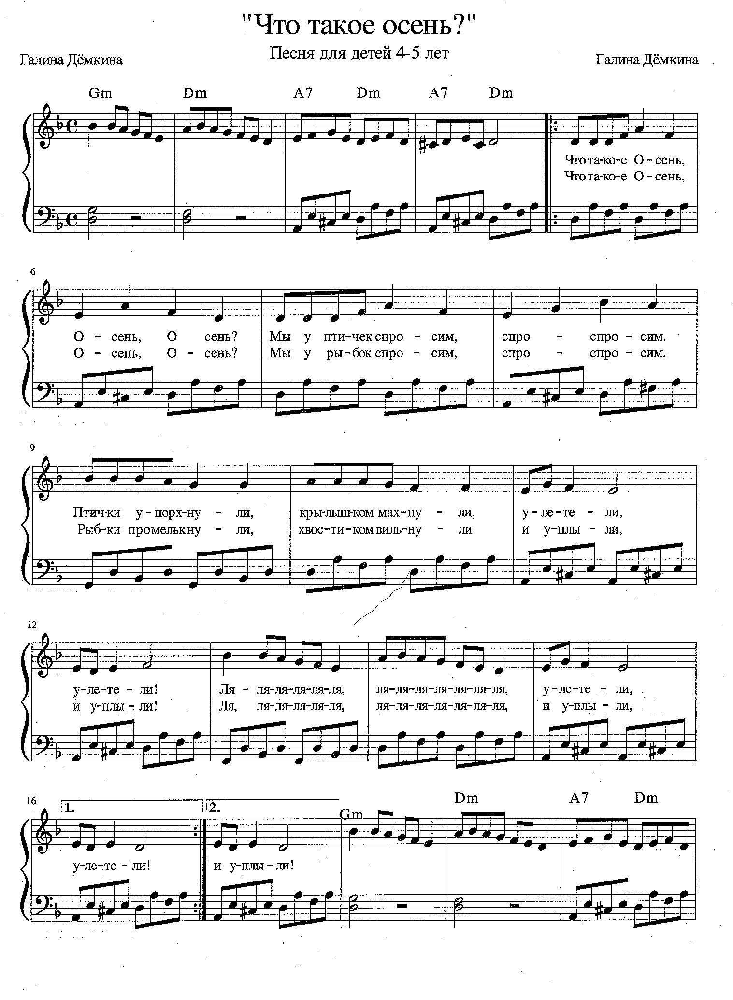 "Что такое осень?"
Песня для детей 4-5 лет
Галина Дёмкина Галина Дёмкина
Gm Dm A7 Dm A7 Dm
Что та-ко-е О - сень,
Что та-ко-е О - сень,
6
О - сень, О сень? Мы у пти-чек спро - сим, спро - спро - сим.
О - сень, О - сень? Мы у ры-бок спро - сим, спро - спро - сим.
9
Птич-ки у - порх-ну - ли, кры-лыш-ком мах-ну - ли, у-ле-те - ли,
Рыб-ки промелькну - ли, хвос-ти-ком виль-ну - ли и у-плы - ли,
12
у-ле-те - ли! Ля - ля-ля-ля-ля-ля, ля-ля-ля-ля-ля-ля-ля, у-ле-те - ли,
и у-плы - ли! Ля, ля-ля-ля-ля-ля, ля-ля-ля-ля-ля-ля-ля, и у-плы - ли,
16 1. 2. Gm Dm A7 Dm
у-ле-те - ли! и у-плы - ли!